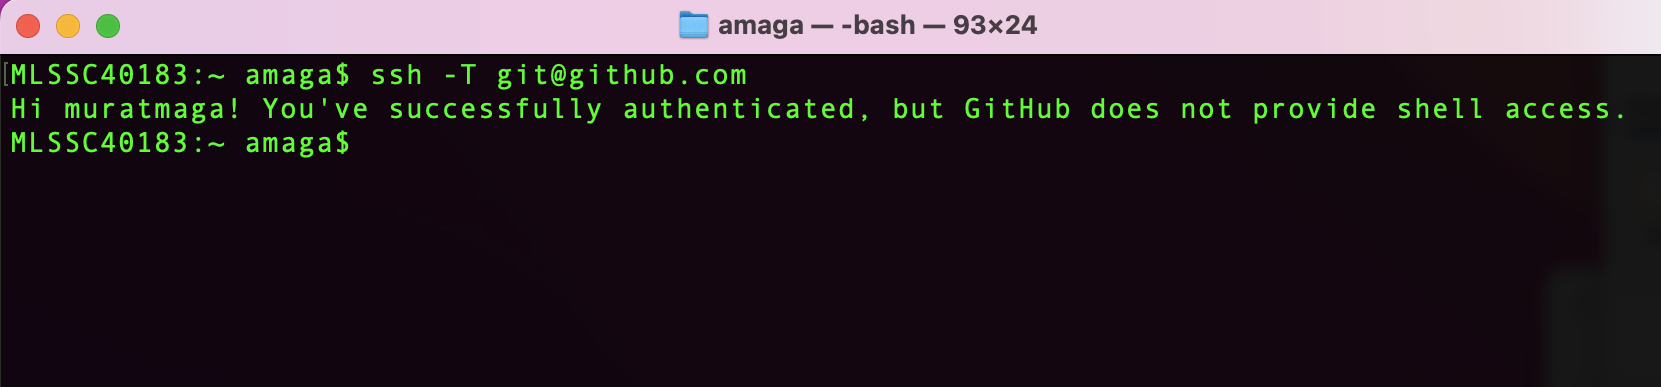 amaga — -bash — 93×24
[MLSSC40183:~ amaga$ ssh -T git@github.com
Hi muratmaga! You've successfully authenticated, but GitHub does not provide shell access.
MLSSC40183:~ amaga$